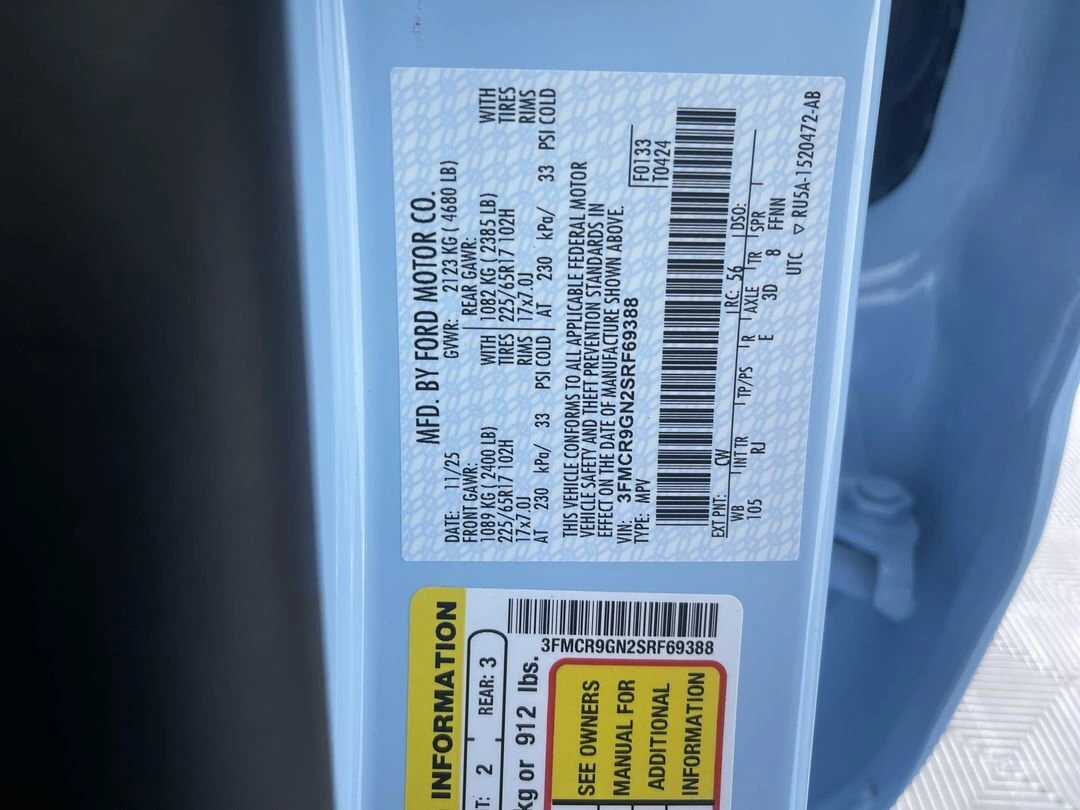 MFD. BY FORD MOTOR CO.
DATE: 11/25 GVWR: 2123 KG ( 4680 LB)
FRONT GAWR: REAR GAWR:
1089 KG ( 2400 LB) WITH 1082 KG ( 2385 LB) WITH
225/65R17 102H TIRES 225/65R17 102H TIRES
17x7.0J RIMS 17x7.0J RIMS
AT 230 kPa/ 33 PSI COLD AT 230 kPa/ 33 PSI COLD
THIS VEHICLE CONFORMS TO ALL APPLICABLE FEDERAL MOTOR
VEHICLE SAFETY AND THEFT PREVENTION STANDARDS IN
EFFECT ON THE DATE OF MANUFACTURE SHOWN ABOVE.
VIN: 3FMCR9GN2SRF69388
TYPE: MPV
F0133
T0424
EXT PNT: CW RC: 56 DSO:
WB INT TR TP/PS R AXLE TR SPR
105 RJ E 3D 8 FFNN
UTC ▽ RU5A-1520472-AB
INFORMATION
T: 2 REAR: 3
kg or 912 lbs.
3FMCR9GN2SRF69388
SEE OWNERS
MANUAL FOR
ADDITIONAL
INFORMATION